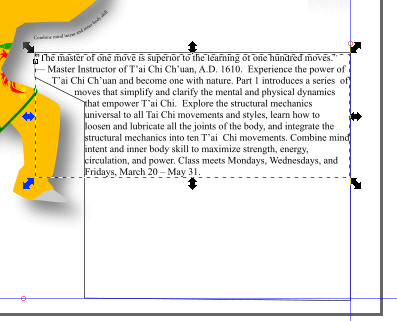 Combine mind intent and inner body skill
"The master of one move is superior to the learning of one hundred moves."
— Master Instructor of T'ai Chi Ch'uan, A.D. 1610.  Experience the power of
T'ai Chi Ch'uan and become one with nature. Part 1 introduces a series  of
moves that simplify and clarify the mental and physical dynamics
that empower T'ai Chi.  Explore the structural mechanics
universal to all Tai Chi movements and styles, learn how to
loosen and lubricate all the joints of the body, and integrate the
structural mechanics into ten T'ai  Chi movements. Combine mind
intent and inner body skill to maximize strength, energy,
circulation, and power. Class meets Mondays, Wednesdays, and
Fridays, March 20 – May 31.